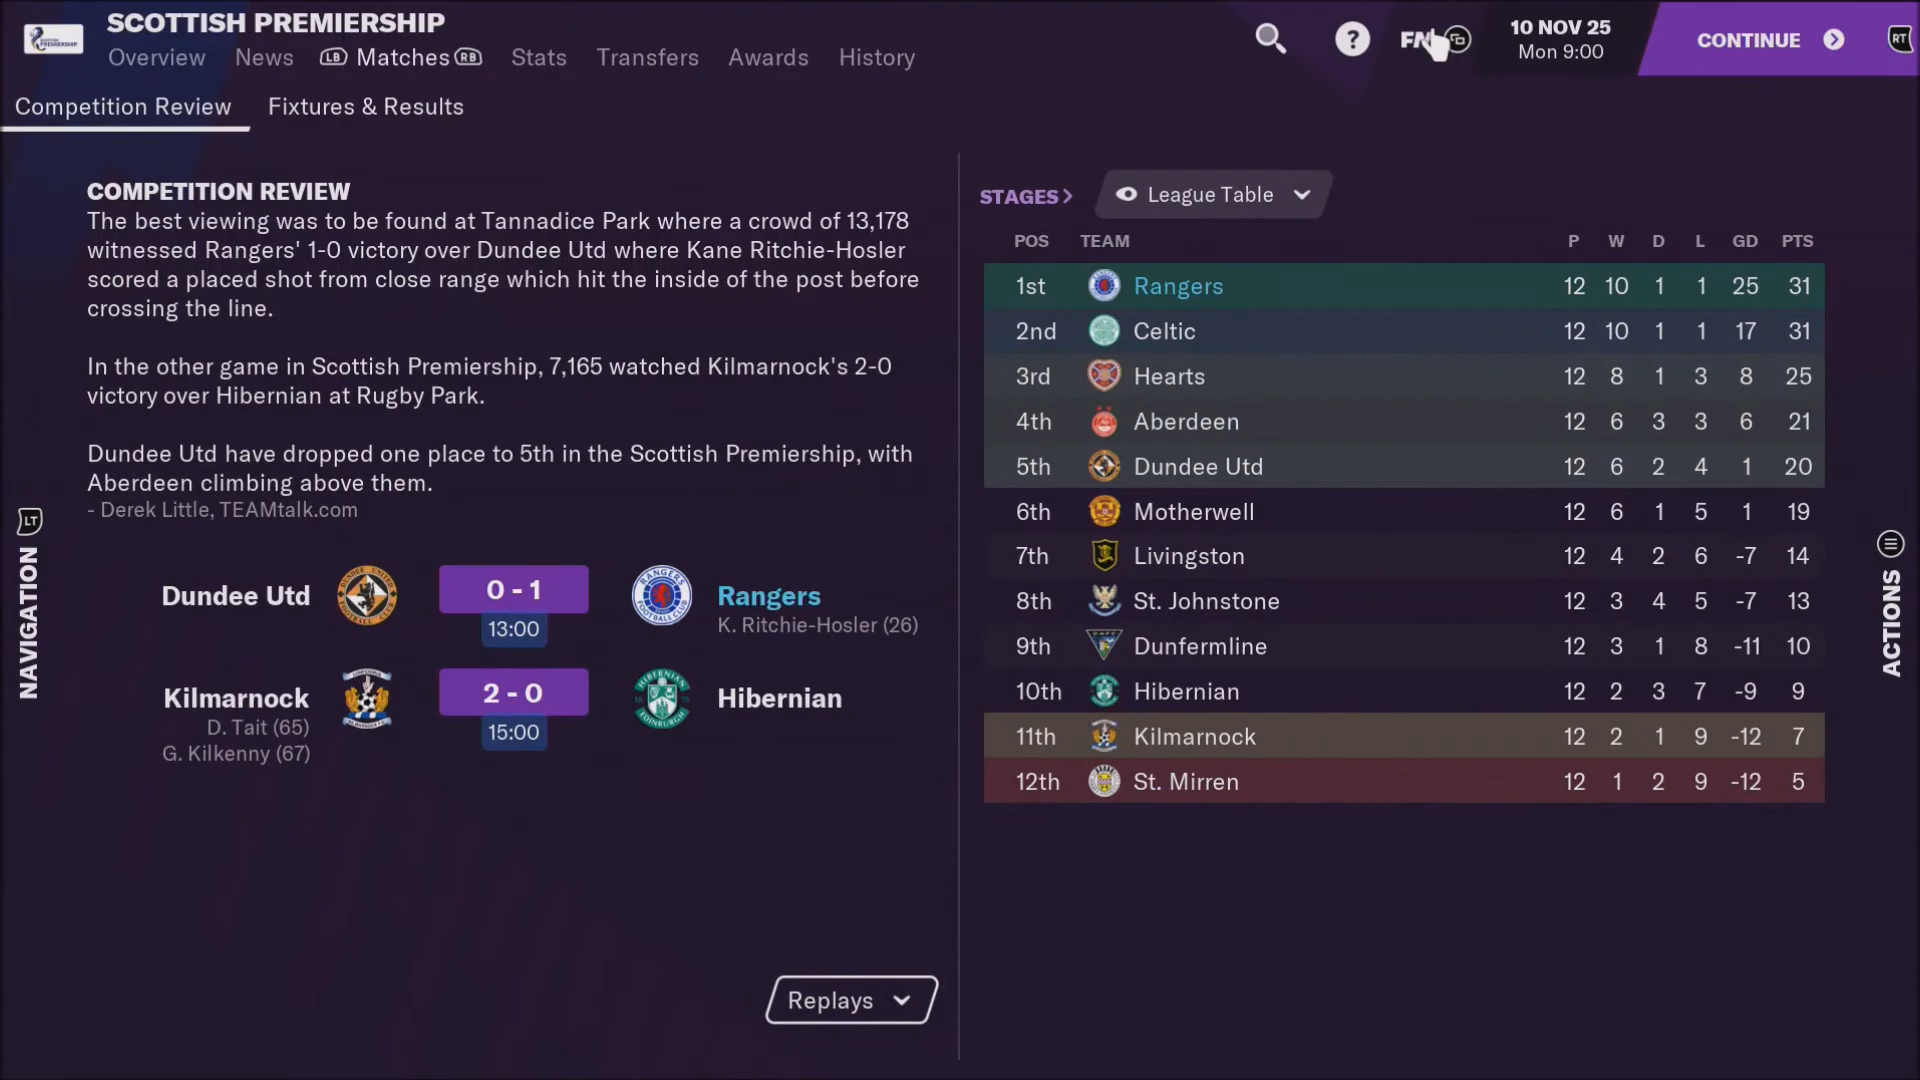 SCOTTISH PREMIERSHIP
Overview News LB Matches RB Stats Transfers Awards History
10 NOV 25
Mon 9:00
CONTINUE RT
Competition Review Fixtures & Results
COMPETITION REVIEW
The best viewing was to be found at Tannadice Park where a crowd of 13,178
witnessed Rangers' 1-0 victory over Dundee Utd where Kane Ritchie-Hosler
scored a placed shot from close range which hit the inside of the post before
crossing the line.
In the other game in Scottish Premiership, 7,165 watched Kilmarnock's 2-0
victory over Hibernian at Rugby Park.
Dundee Utd have dropped one place to 5th in the Scottish Premiership, with
Aberdeen climbing above them.
- Derek Little, TEAMtalk.com
Dundee Utd 0 - 1 Rangers
13:00 K. Ritchie-Hosler (26)
Kilmarnock 2 - 0 Hibernian
D. Tait (65) 15:00
G. Kilkenny (67)
Replays
LT
NAVIGATION
STAGES> League Table
POS TEAM P W D L GD PTS
1st Rangers 12 10 1 1 25 31
2nd Celtic 12 10 1 1 17 31
3rd Hearts 12 8 1 3 8 25
4th Aberdeen 12 6 3 3 6 21
5th Dundee Utd 12 6 2 4 1 20
6th Motherwell 12 6 1 5 1 19
7th Livingston 12 4 2 6 -7 14
8th St. Johnstone 12 3 4 5 -7 13
9th Dunfermline 12 3 1 8 -11 10
10th Hibernian 12 2 3 7 -9 9
11th Kilmarnock 12 2 1 9 -12 7
12th St. Mirren 12 1 2 9 -12 5
ACTIONS